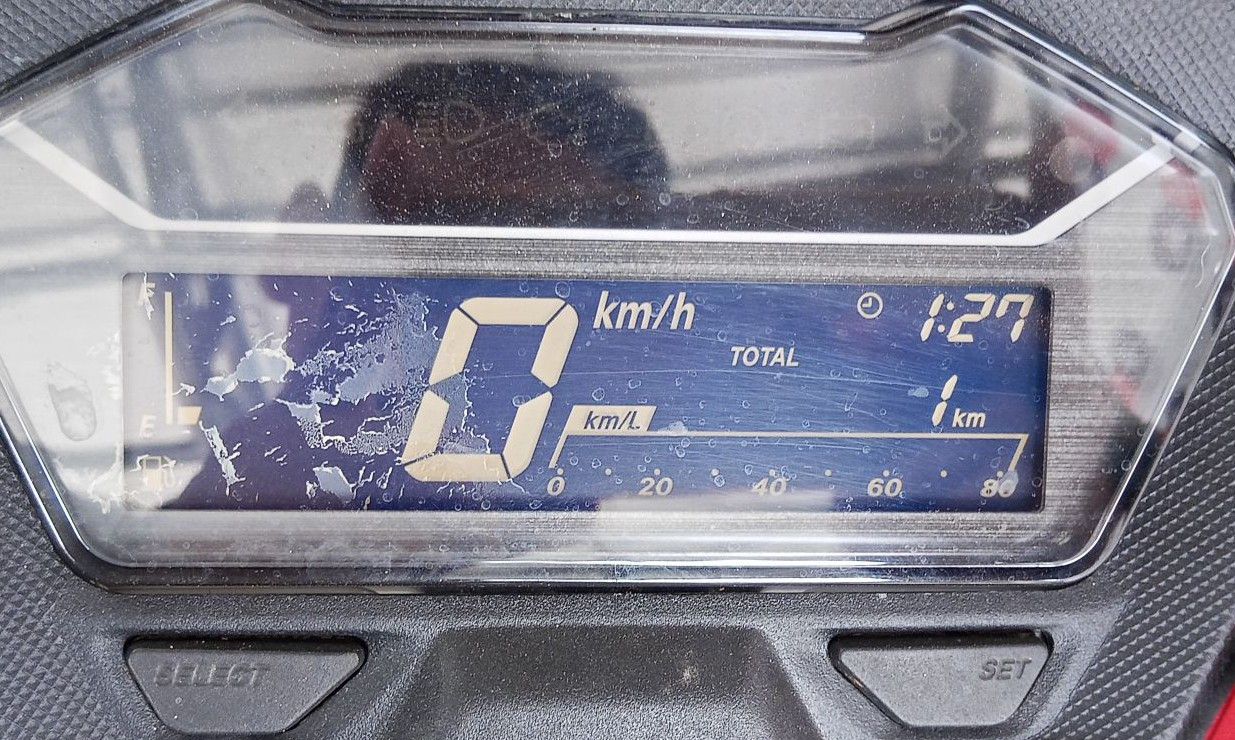 F
0 km/h
1:27
TOTAL
1 km
km/L
E
0 20 40 60 80
SELECT
SET